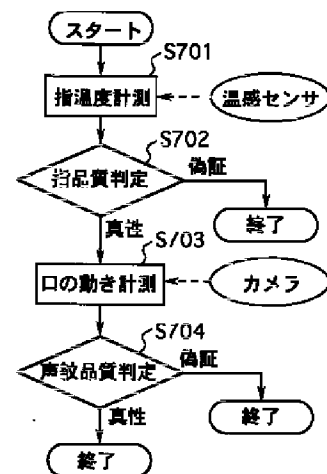 スタート
S701
指温度計測
温感センサ
S702
指品質判定
偽証
終了
真性
S703
口の動き計測
カメラ
S704
声紋品質判定
偽証
終了
真性
終了